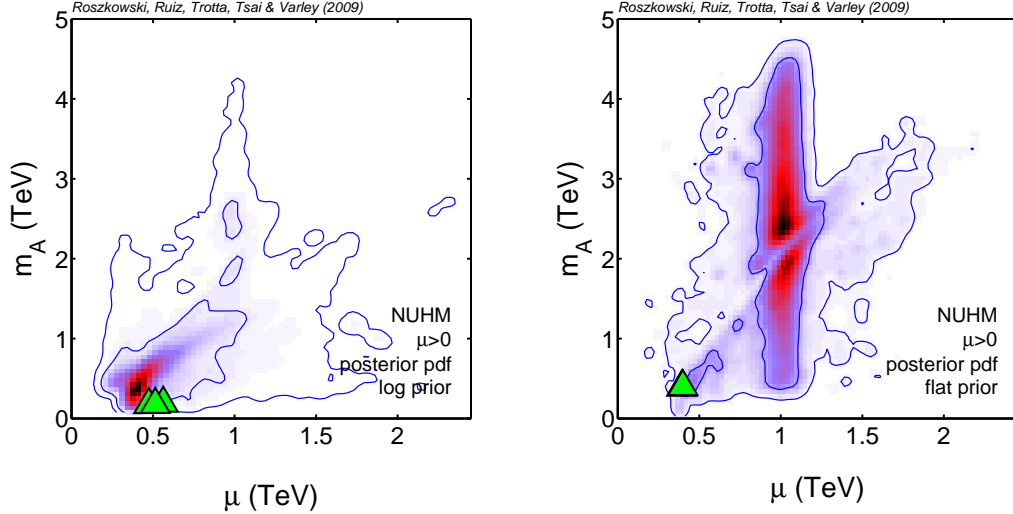 Roszkowski, Ruiz, Trotta, Tsai & Varley (2009)
5
4
3
2
1
0
m_A (TeV)
NUHM
μ>0
posterior pdf
log prior
0 0.5 1 1.5 2
μ (TeV)
Roszkowski, Ruiz, Trotta, Tsai & Varley (2009)
5
4
3
2
1
0
m_A (TeV)
NUHM
μ>0
posterior pdf
flat prior
0 0.5 1 1.5 2
μ (TeV)